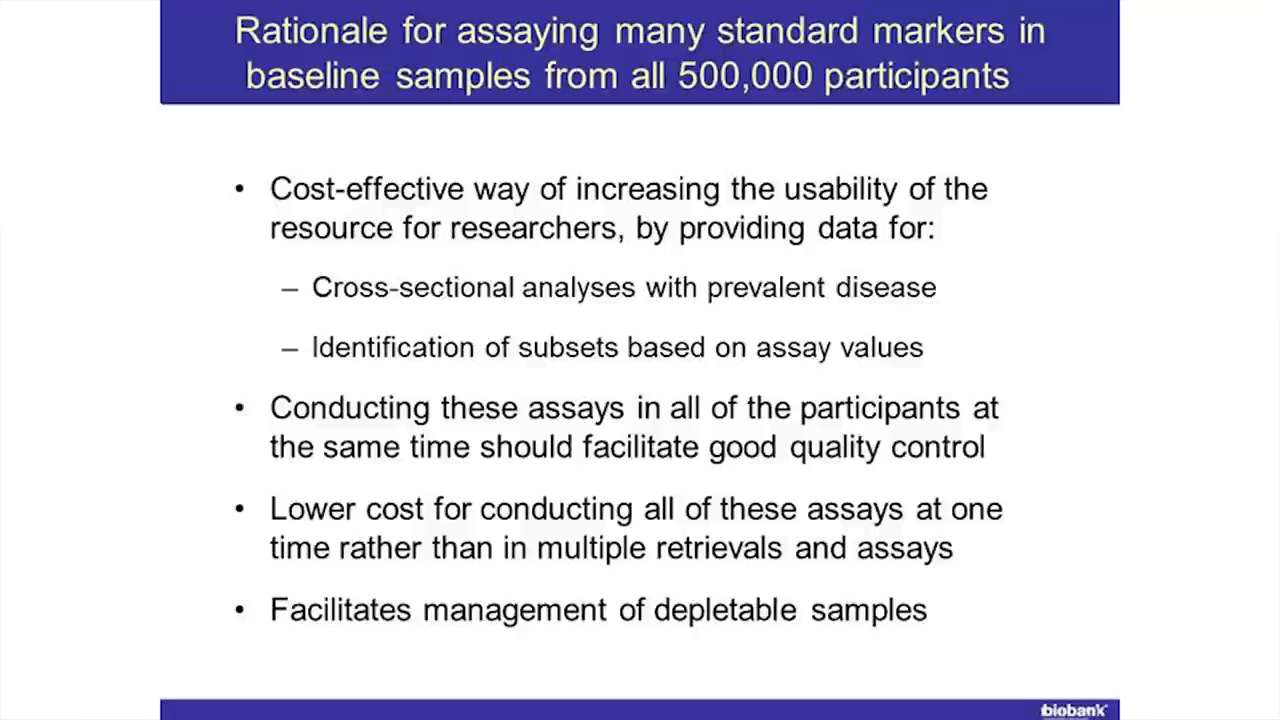 Rationale for assaying many standard markers in
baseline samples from all 500,000 participants
• Cost-effective way of increasing the usability of the
resource for researchers, by providing data for:
– Cross-sectional analyses with prevalent disease
– Identification of subsets based on assay values
• Conducting these assays in all of the participants at
the same time should facilitate good quality control
• Lower cost for conducting all of these assays at one
time rather than in multiple retrievals and assays
• Facilitates management of depletable samples
biobank